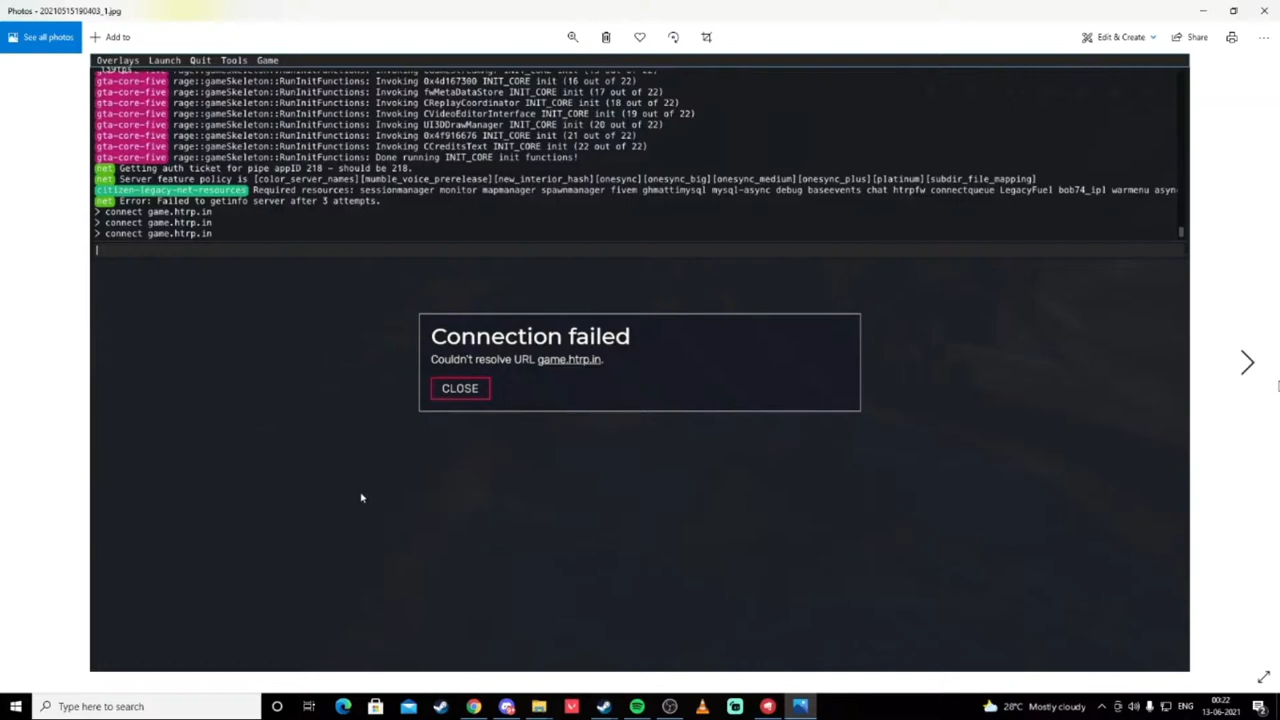 Photos - 20210515190403_1.jpg
See all photos
Add to
Edit & Create
Share
Overlays Launch Quit Tools Game
gta-core-five rage::gameSkeleton::RunInitFunctions: Invoking 0x4d167300 INIT_CORE init (16 out of 22)
gta-core-five rage::gameSkeleton::RunInitFunctions: Invoking fwMetaDataStore INIT_CORE init (17 out of 22)
gta-core-five rage::gameSkeleton::RunInitFunctions: Invoking CReplayCoordinator INIT_CORE init (18 out of 22)
gta-core-five rage::gameSkeleton::RunInitFunctions: Invoking CVideoEditorInterface INIT_CORE init (19 out of 22)
gta-core-five rage::gameSkeleton::RunInitFunctions: Invoking UI3DDrawManager INIT_CORE init (20 out of 22)
gta-core-five rage::gameSkeleton::RunInitFunctions: Invoking 0x4f916676 INIT_CORE init (21 out of 22)
gta-core-five rage::gameSkeleton::RunInitFunctions: Invoking CCreditsText INIT_CORE init (22 out of 22)
gta-core-five rage::gameSkeleton::RunInitFunctions: Done running INIT_CORE init functions!
net Getting auth ticket for pipe appID 218 - should be 218.
net Server feature policy is [color_server_names][mumble_voice_prerelease][new_interior_hash][onesync][onesync_big][onesync_medium][onesync_plus][platinum][subdir_file_mapping]
citizen-legacy-net-resources Required resources: sessionmanager monitor mapmanager spawnmanager fivem ghmattimysql mysql-async debug baseevents chat htrpfw connectqueue LegacyFuel bob74_ipl warmenu asyn
net Error: Failed to getinfo server after 3 attempts.
> connect game.htrp.in
> connect game.htrp.in
> connect game.htrp.in
Connection failed
Couldn't resolve URL game.htrp.in.
CLOSE
Type here to search
28°C Mostly cloudy
ENG
00:22
13-06-2021
2